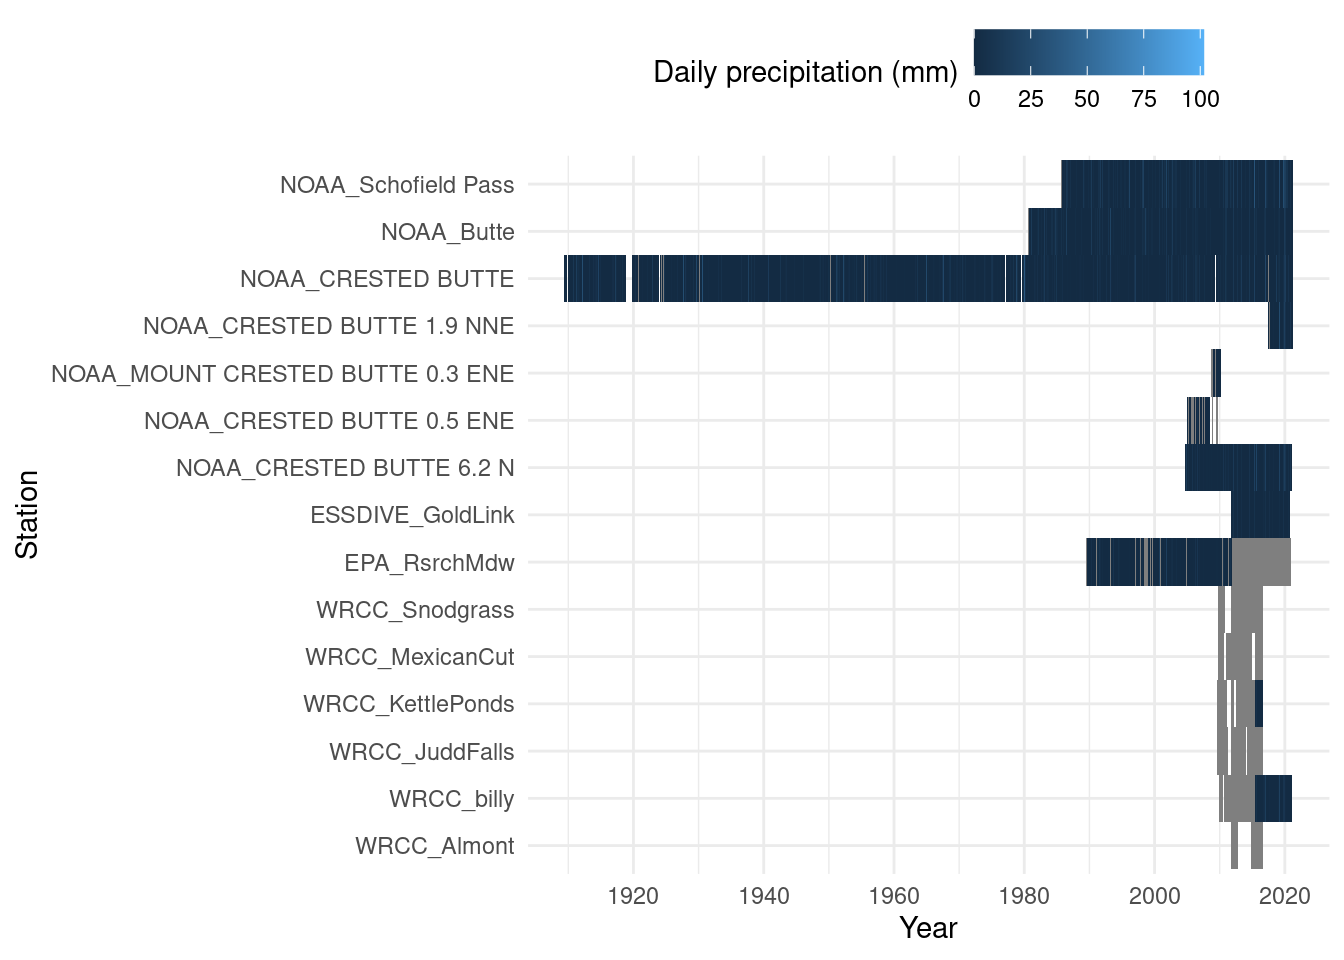 Daily precipitation (mm)
0 25 50 75 100
NOAA_Schofield Pass
NOAA_Butte
NOAA_CRESTED BUTTE
NOAA_CRESTED BUTTE 1.9 NNE
NOAA_MOUNT CRESTED BUTTE 0.3 ENE
NOAA_CRESTED BUTTE 0.5 ENE
NOAA_CRESTED BUTTE 6.2 N
ESSDIVE_GoldLink
EPA_RsrchMdw
WRCC_Snodgrass
WRCC_MexicanCut
WRCC_KettlePonds
WRCC_JuddFalls
WRCC_billy
WRCC_Almont
Station
1920 1940 1960 1980 2000 2020
Year